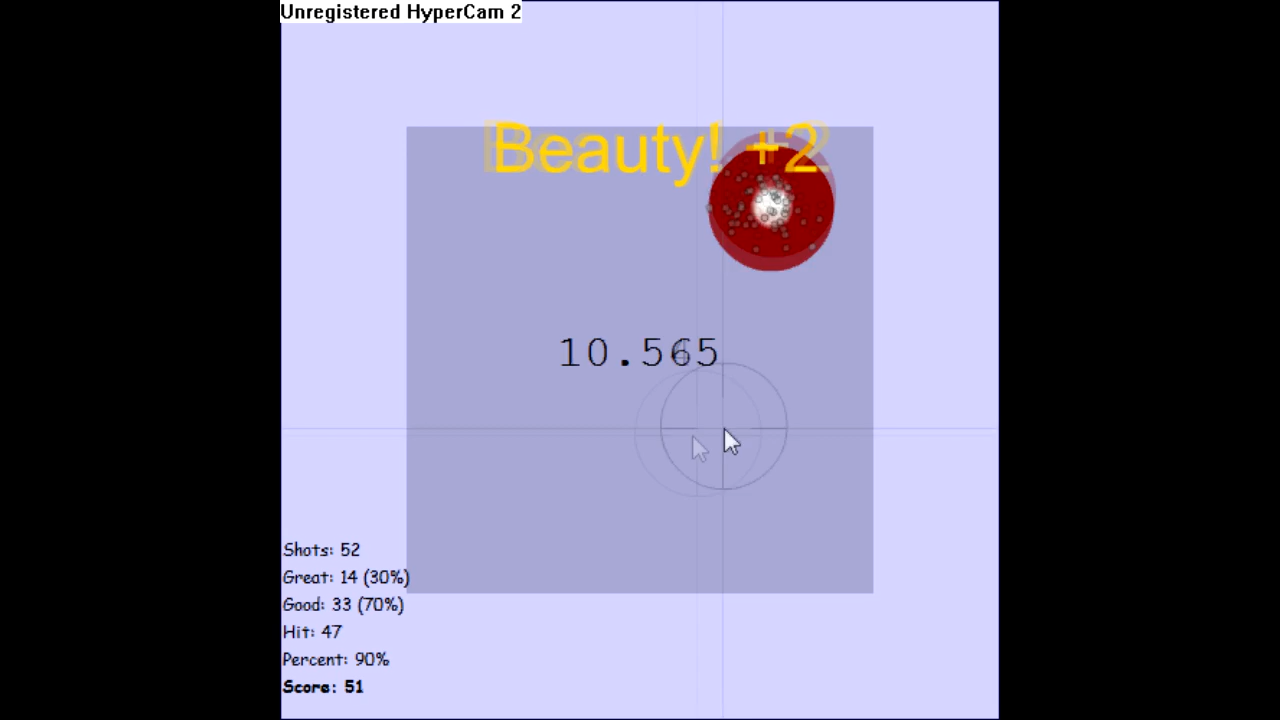 Unregistered HyperCam 2
Beauty! +2
10.565
Shots: 52
Great: 14 (30%)
Good: 33 (70%)
Hit: 47
Percent: 90%
Score: 51